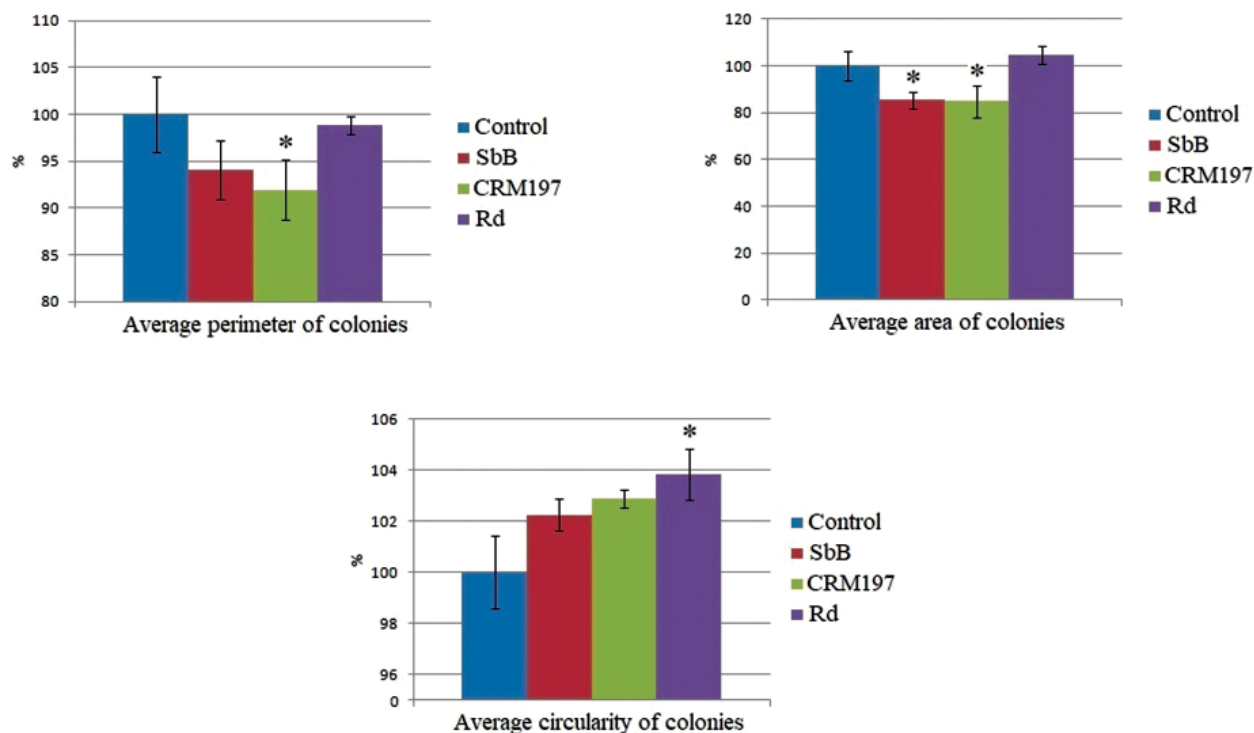 110
105
100
95
90
85
80
%
*
Control
SbB
CRM197
Rd
Average perimeter of colonies
120
100
80
60
40
20
0
%
* *
Control
SbB
CRM197
Rd
Average area of colonies
106
104
102
100
98
96
0
%
*
Control
SbB
CRM197
Rd
Average circularity of colonies